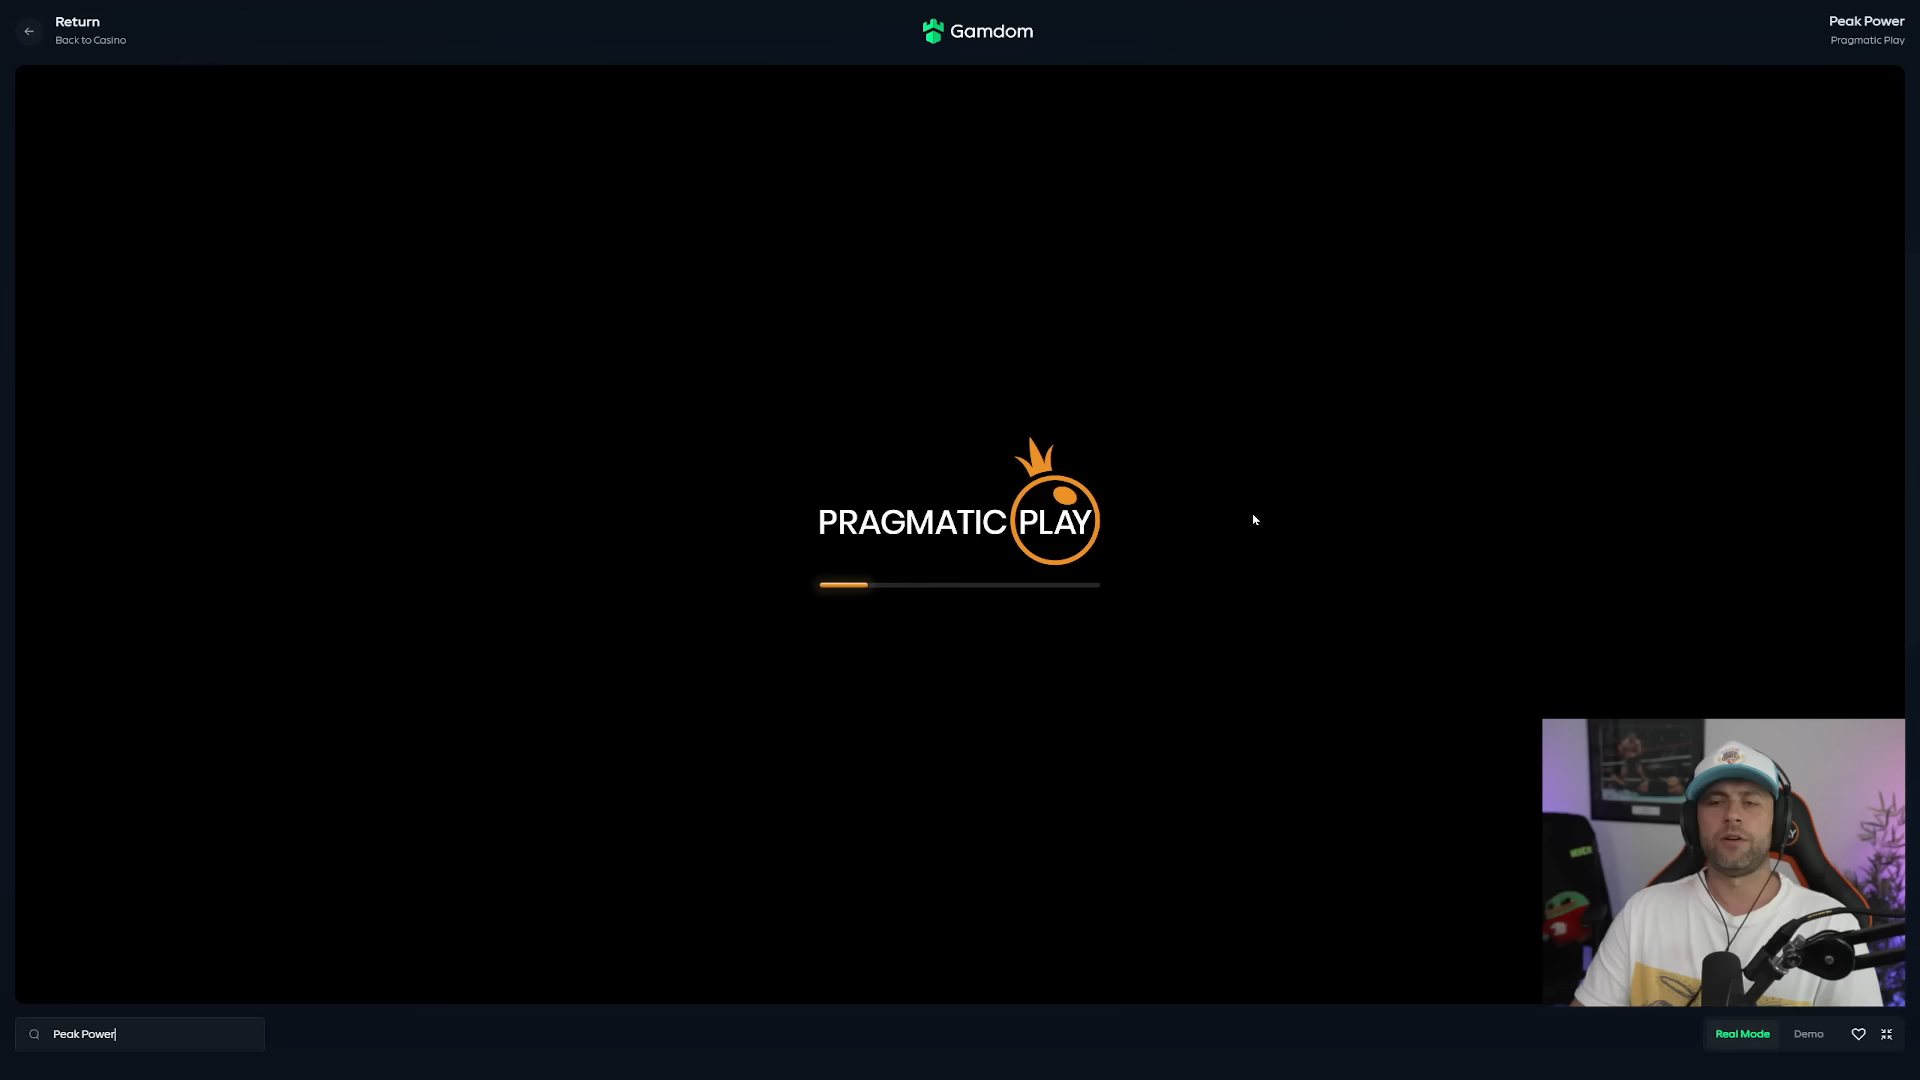 Return
Back to Casino
Gamdom
Peak Power
Pragmatic Play
PRAGMATIC PLAY
Peak Power
Real Mode
Demo